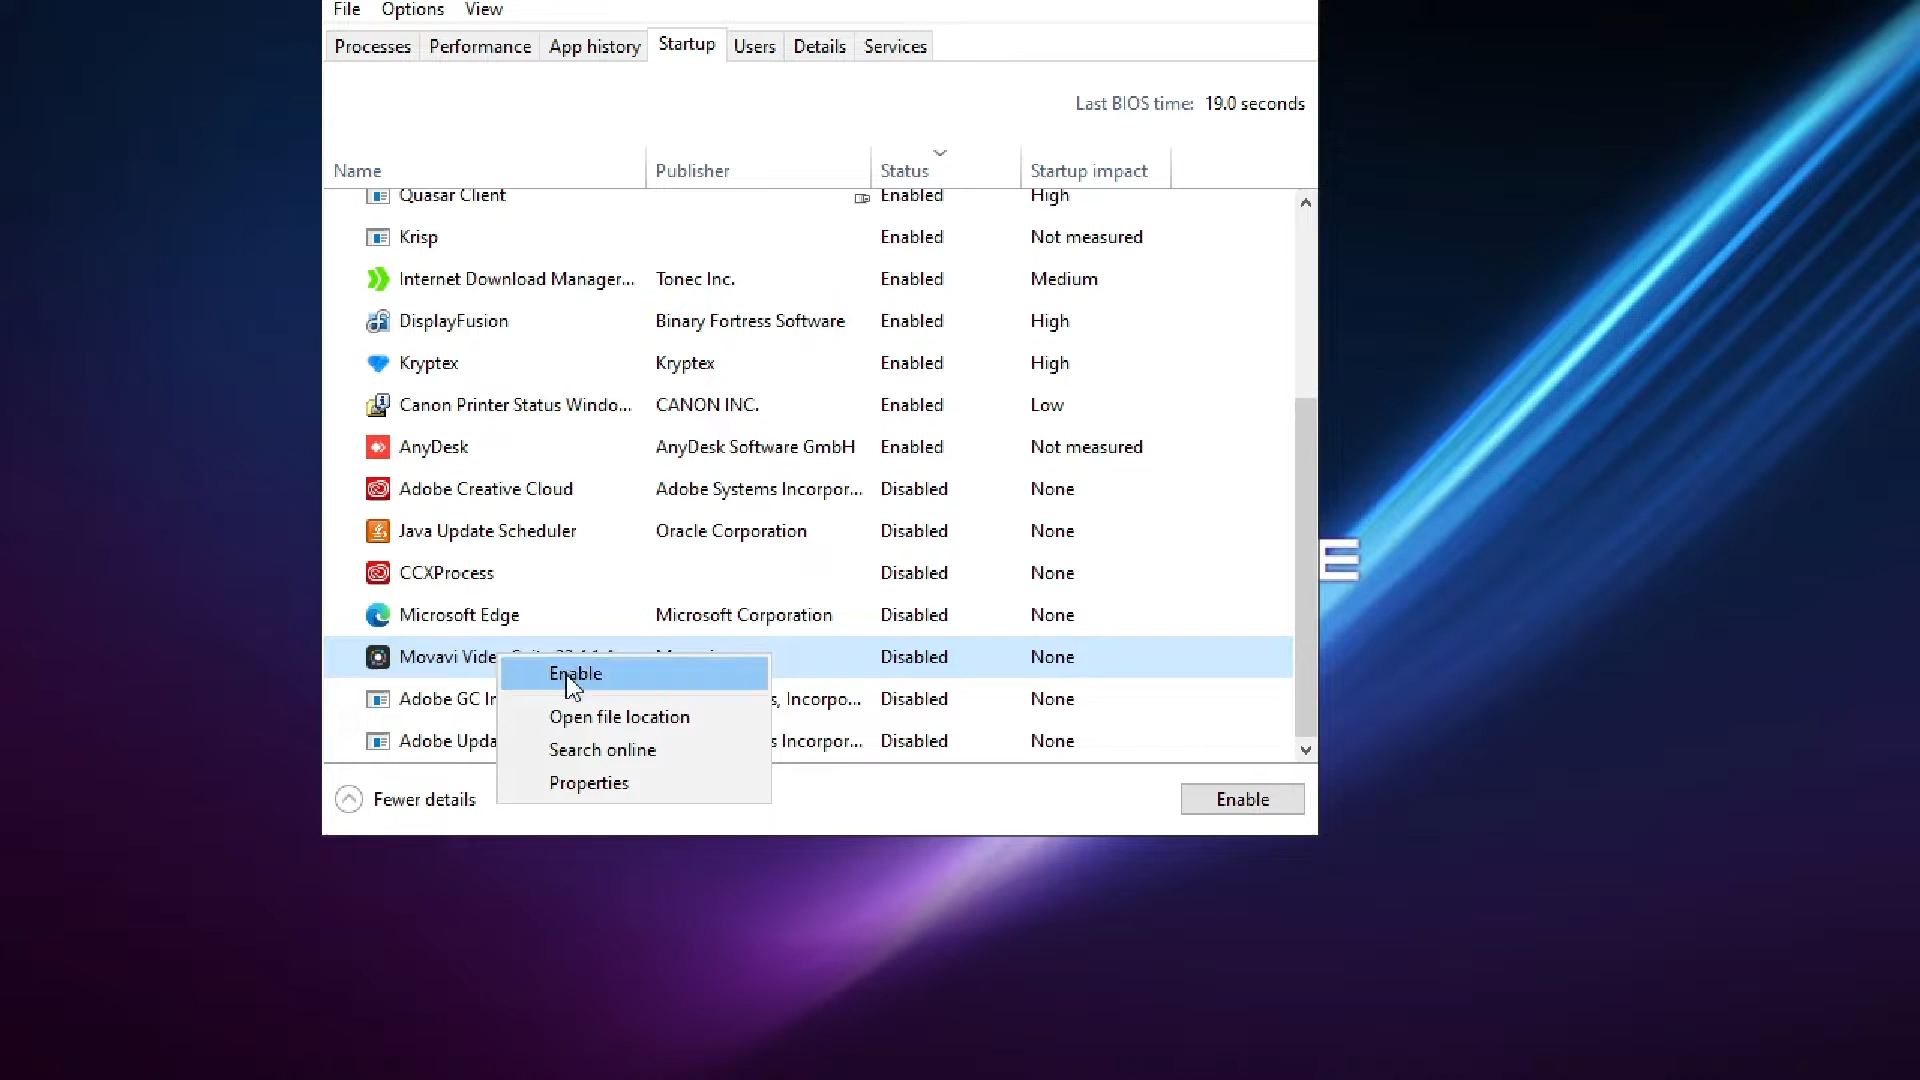 File Options View
Processes Performance App history Startup Users Details Services
Last BIOS time: 19.0 seconds
Name Publisher Status Startup impact
Quasar Client Enabled High
Krisp Enabled Not measured
Internet Download Manager... Tonec Inc. Enabled Medium
DisplayFusion Binary Fortress Software Enabled High
Kryptex Kryptex Enabled High
Canon Printer Status Windo... CANON INC. Enabled Low
AnyDesk AnyDesk Software GmbH Enabled Not measured
Adobe Creative Cloud Adobe Systems Incorpor... Disabled None
Java Update Scheduler Oracle Corporation Disabled None
CCXProcess Disabled None
Microsoft Edge Microsoft Corporation Disabled None
Movavi Disabled None
Enable
Adobe GC Incorpo... Disabled None
Open file location
Adobe Incorpor... Disabled None
Search online
Properties
Fewer details Enable